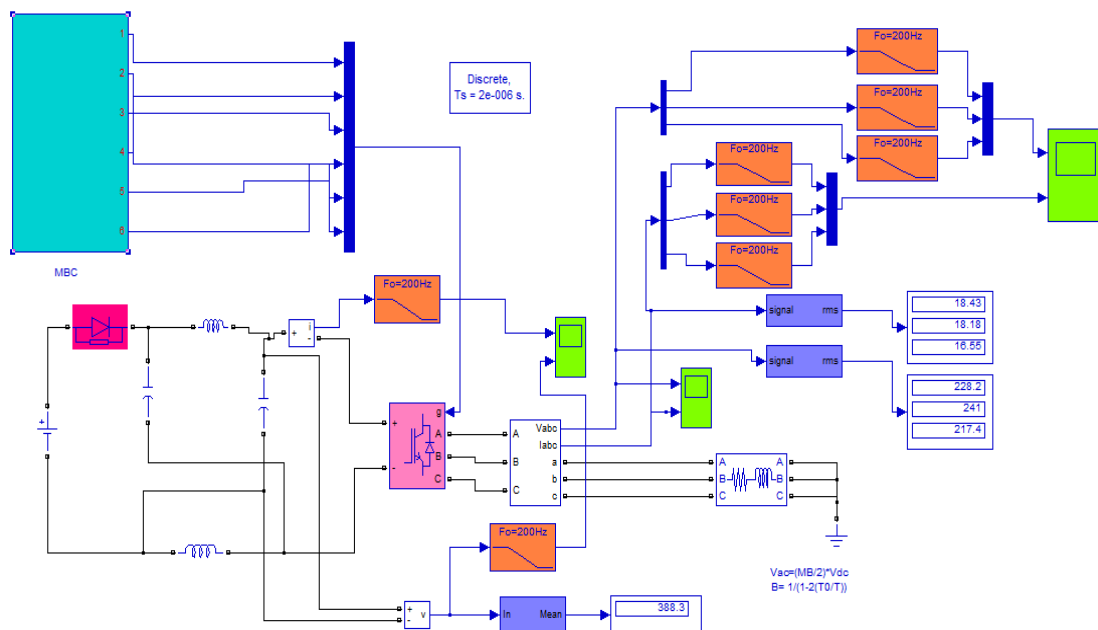 1
2
3
4
5
6
MBC
Discrete,
Ts = 2e-006 s.
Fo=200Hz
Fo=200Hz
Fo=200Hz
Fo=200Hz
Fo=200Hz
Fo=200Hz
signal rms
18.43
18.18
16.55
signal rms
228.2
241
217.4
Fo=200Hz
+ i
-
+
g
+ A
B
- C
A Vabc
Iabc
B a
b
C c
A A
B B
C C
Fo=200Hz
Vac=(MB/2)*Vdc
B= 1/(1-2(T0/T))
+ v
-
In Mean
388.3